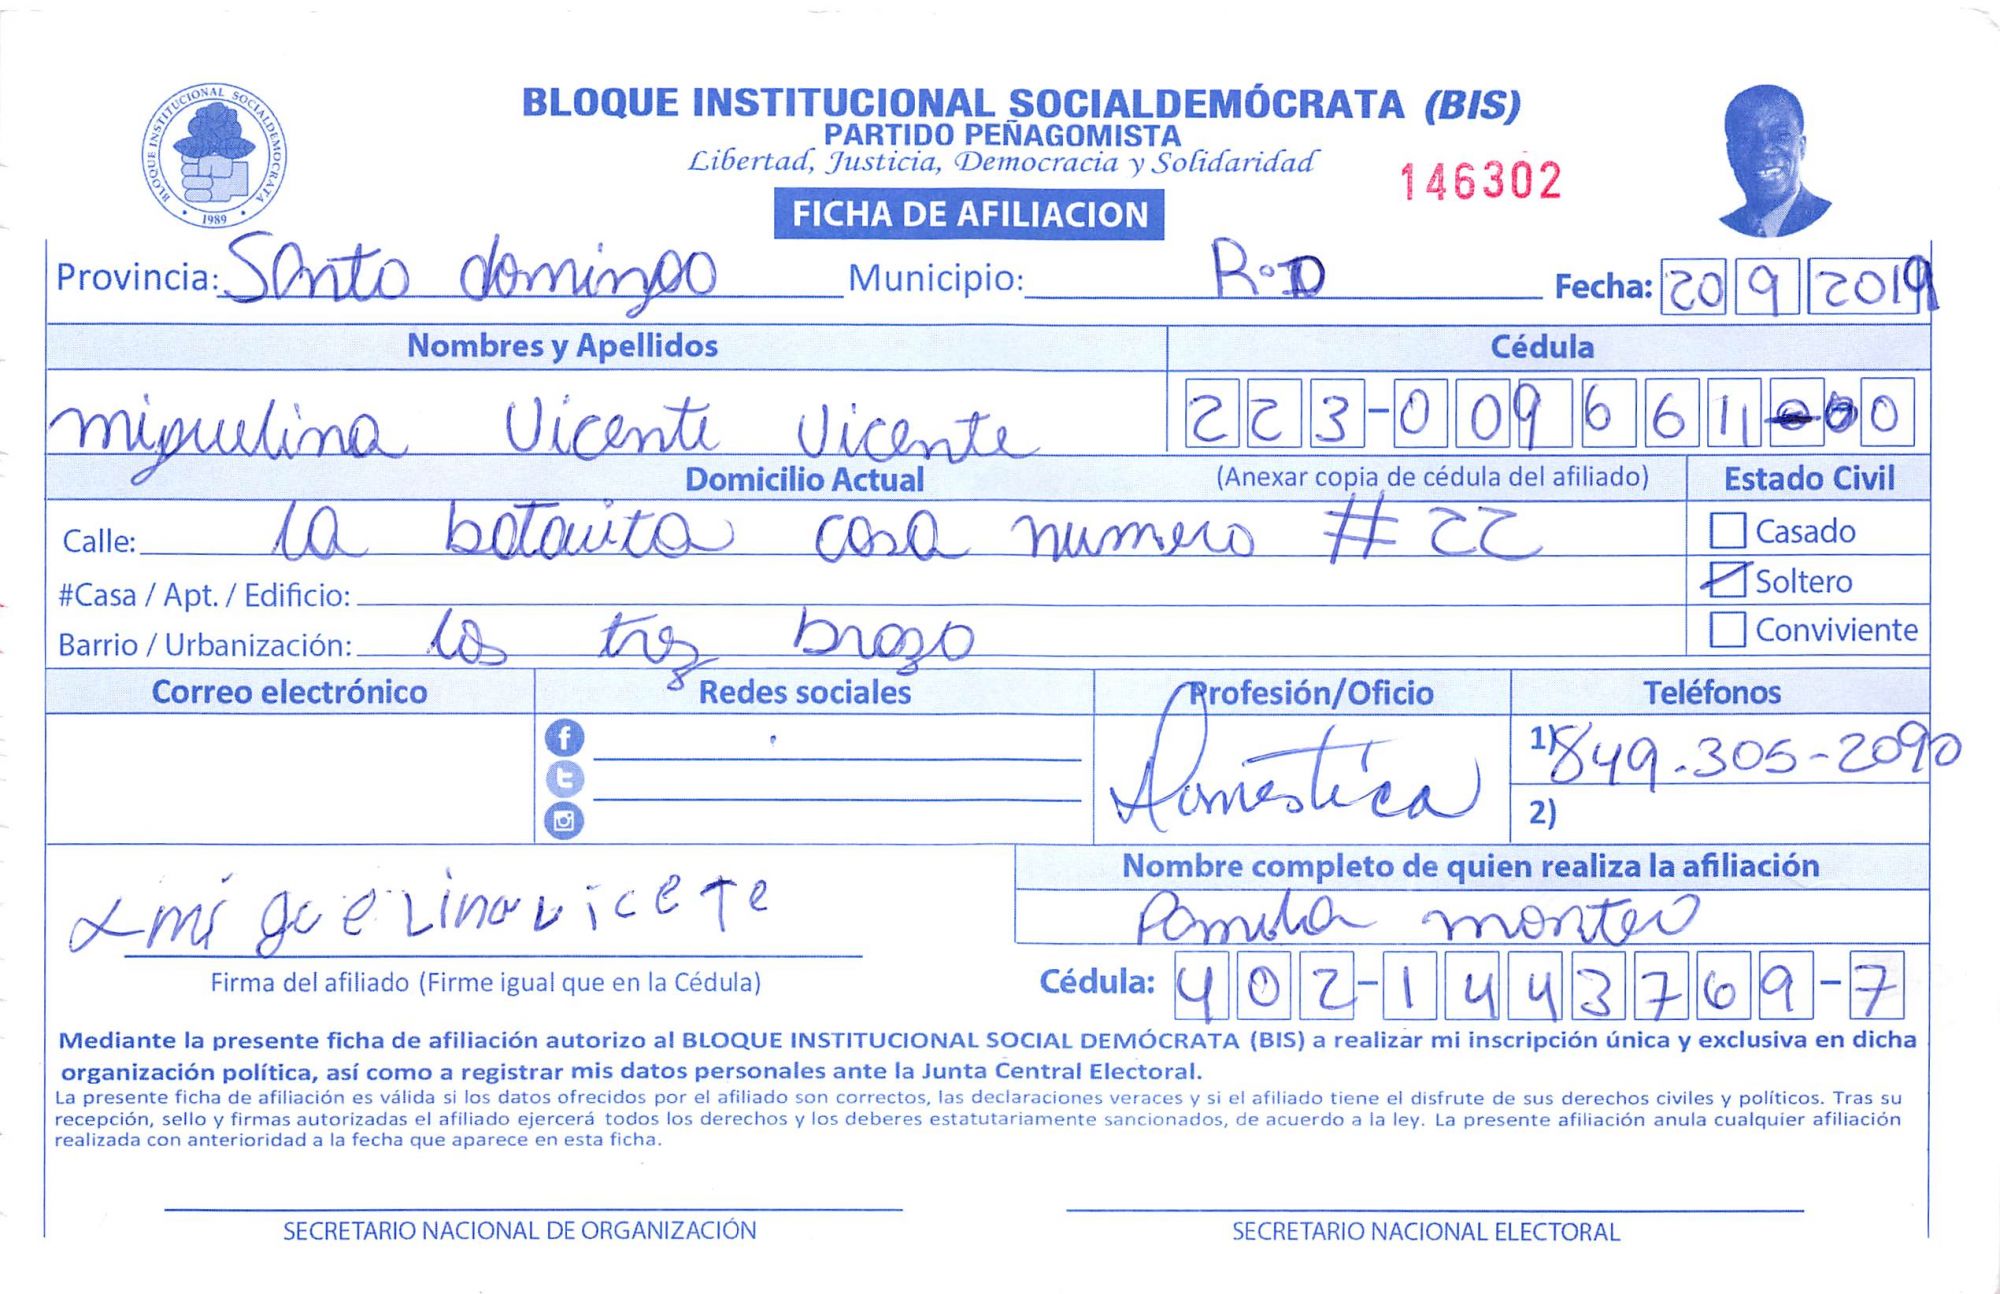 BLOQUE INSTITUCIONAL SOCIALDEMÓCRATA (BIS)
PARTIDO PEÑAGOMISTA
Libertad, Justicia, Democracia y Solidaridad
146302
BLOQUE INSTITUCIONAL SOCIALDEMOCRATA
1989
FICHA DE AFILIACION
Provincia: Santo domingo Municipio: R.D Fecha: 20 9 2019
Nombres y Apellidos Cédula
miguelina Vicente Vicente 223-0096611 0
Domicilio Actual (Anexar copia de cédula del afiliado) Estado Civil
Calle: la botauita casa numero # 22 Casado
#Casa / Apt. / Edificio: Soltero
Barrio / Urbanización: los tres brazo Conviviente
Correo electrónico Redes sociales Profesión/Oficio Teléfonos
Domestica 1) 849-305-2090
2)
Nombre completo de quien realiza la afiliación
miguelina vicete Pamela montero
Firma del afiliado (Firme igual que en la Cédula) Cédula: 402-1443769-7
Mediante la presente ficha de afiliación autorizo al BLOQUE INSTITUCIONAL SOCIAL DEMÓCRATA (BIS) a realizar mi inscripción única y exclusiva en dicha
organización política, así como a registrar mis datos personales ante la Junta Central Electoral.
La presente ficha de afiliación es válida si los datos ofrecidos por el afiliado son correctos, las declaraciones veraces y si el afiliado tiene el disfrute de sus derechos civiles y políticos. Tras su
recepción, sello y firmas autorizadas el afiliado ejercerá todos los derechos y los deberes estatutariamente sancionados, de acuerdo a la ley. La presente afiliación anula cualquier afiliación
realizada con anterioridad a la fecha que aparece en esta ficha.
SECRETARIO NACIONAL DE ORGANIZACIÓN SECRETARIO NACIONAL ELECTORAL